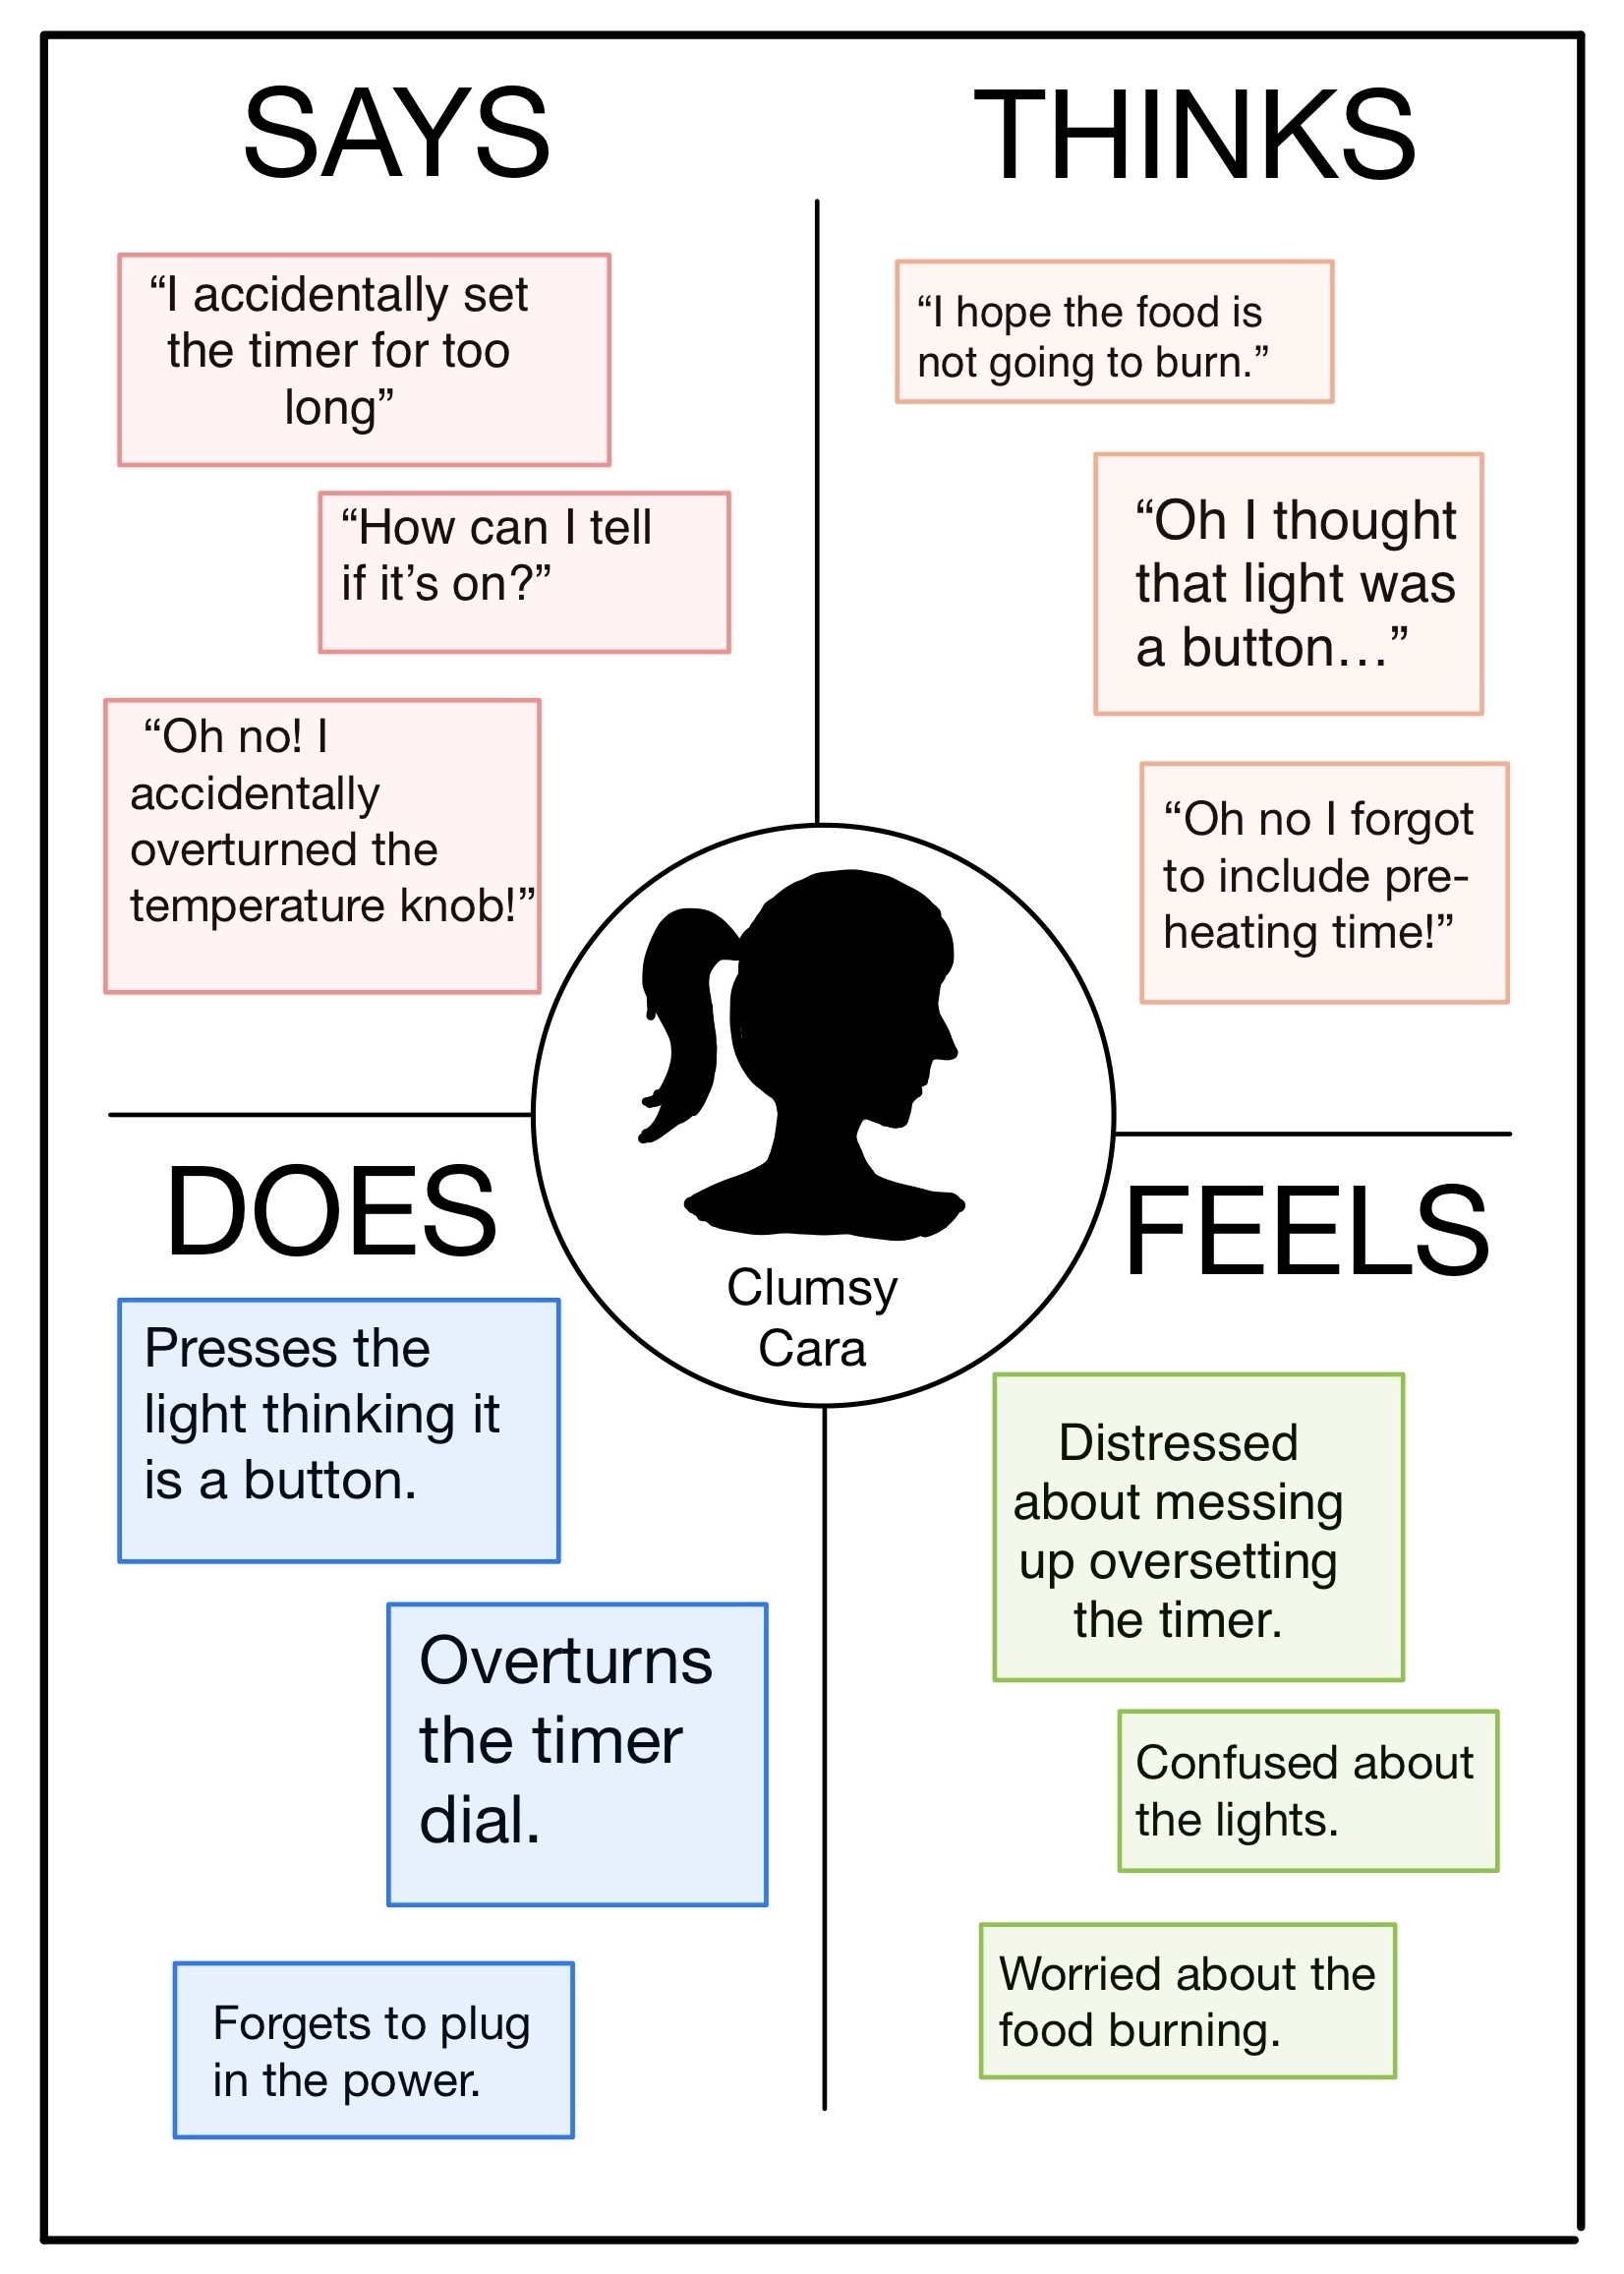 SAYS
“I accidentally set
the timer for too
long”
“How can I tell
if it’s on?”
“Oh no! I
accidentally
overturned the
temperature knob!”
THINKS
“I hope the food is
not going to burn.”
“Oh I thought
that light was
a button…”
“Oh no I forgot
to include pre-
heating time!”
Clumsy
Cara
DOES
Presses the
light thinking it
is a button.
Overturns
the timer
dial.
Forgets to plug
in the power.
FEELS
Distressed
about messing
up oversetting
the timer.
Confused about
the lights.
Worried about the
food burning.